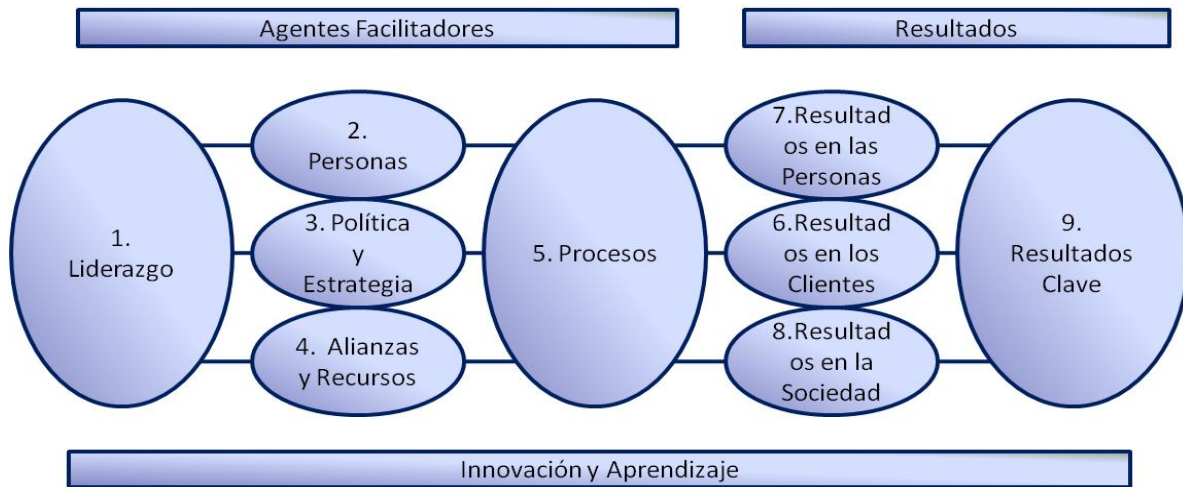 Agentes Facilitadores
Resultados
1.
Liderazgo
2.
Personas
3. Política
y
Estrategia
4. Alianzas
y Recursos
5. Procesos
7.Resultad
os en las
Personas
6.Resultad
os en los
Clientes
8.Resultad
os en la
Sociedad
9.
Resultados
Clave
Innovación y Aprendizaje